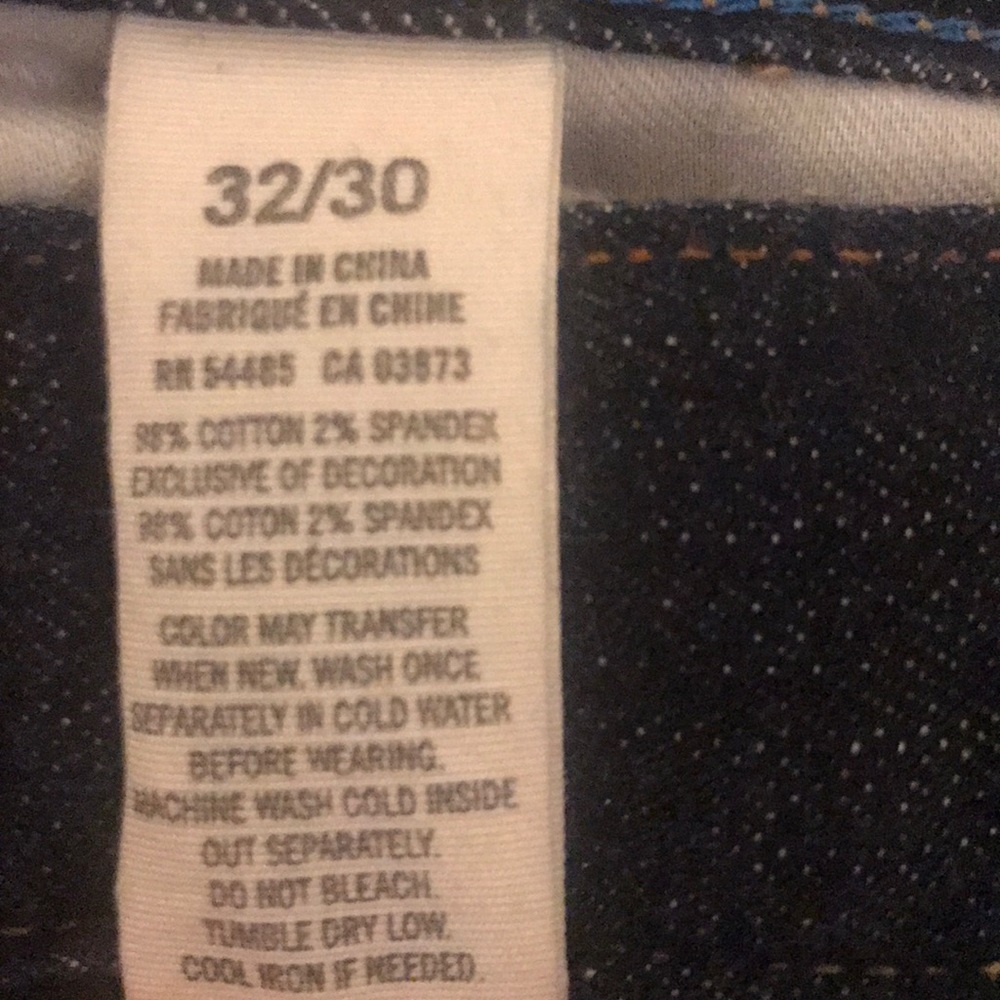 32/30
MADE IN CHINA
FABRIQUÉ EN CHINE
RN 54485 CA 03873
98% COTTON 2% SPANDEX
EXCLUSIVE OF DECORATION
98% COTON 2% SPANDEX
SANS LES DÉCORATIONS
COLOR MAY TRANSFER
WHEN NEW. WASH ONCE
SEPARATELY IN COLD WATER
BEFORE WEARING.
MACHINE WASH COLD INSIDE
OUT SEPARATELY.
DO NOT BLEACH.
TUMBLE DRY LOW.
COOL IRON IF NEEDED.